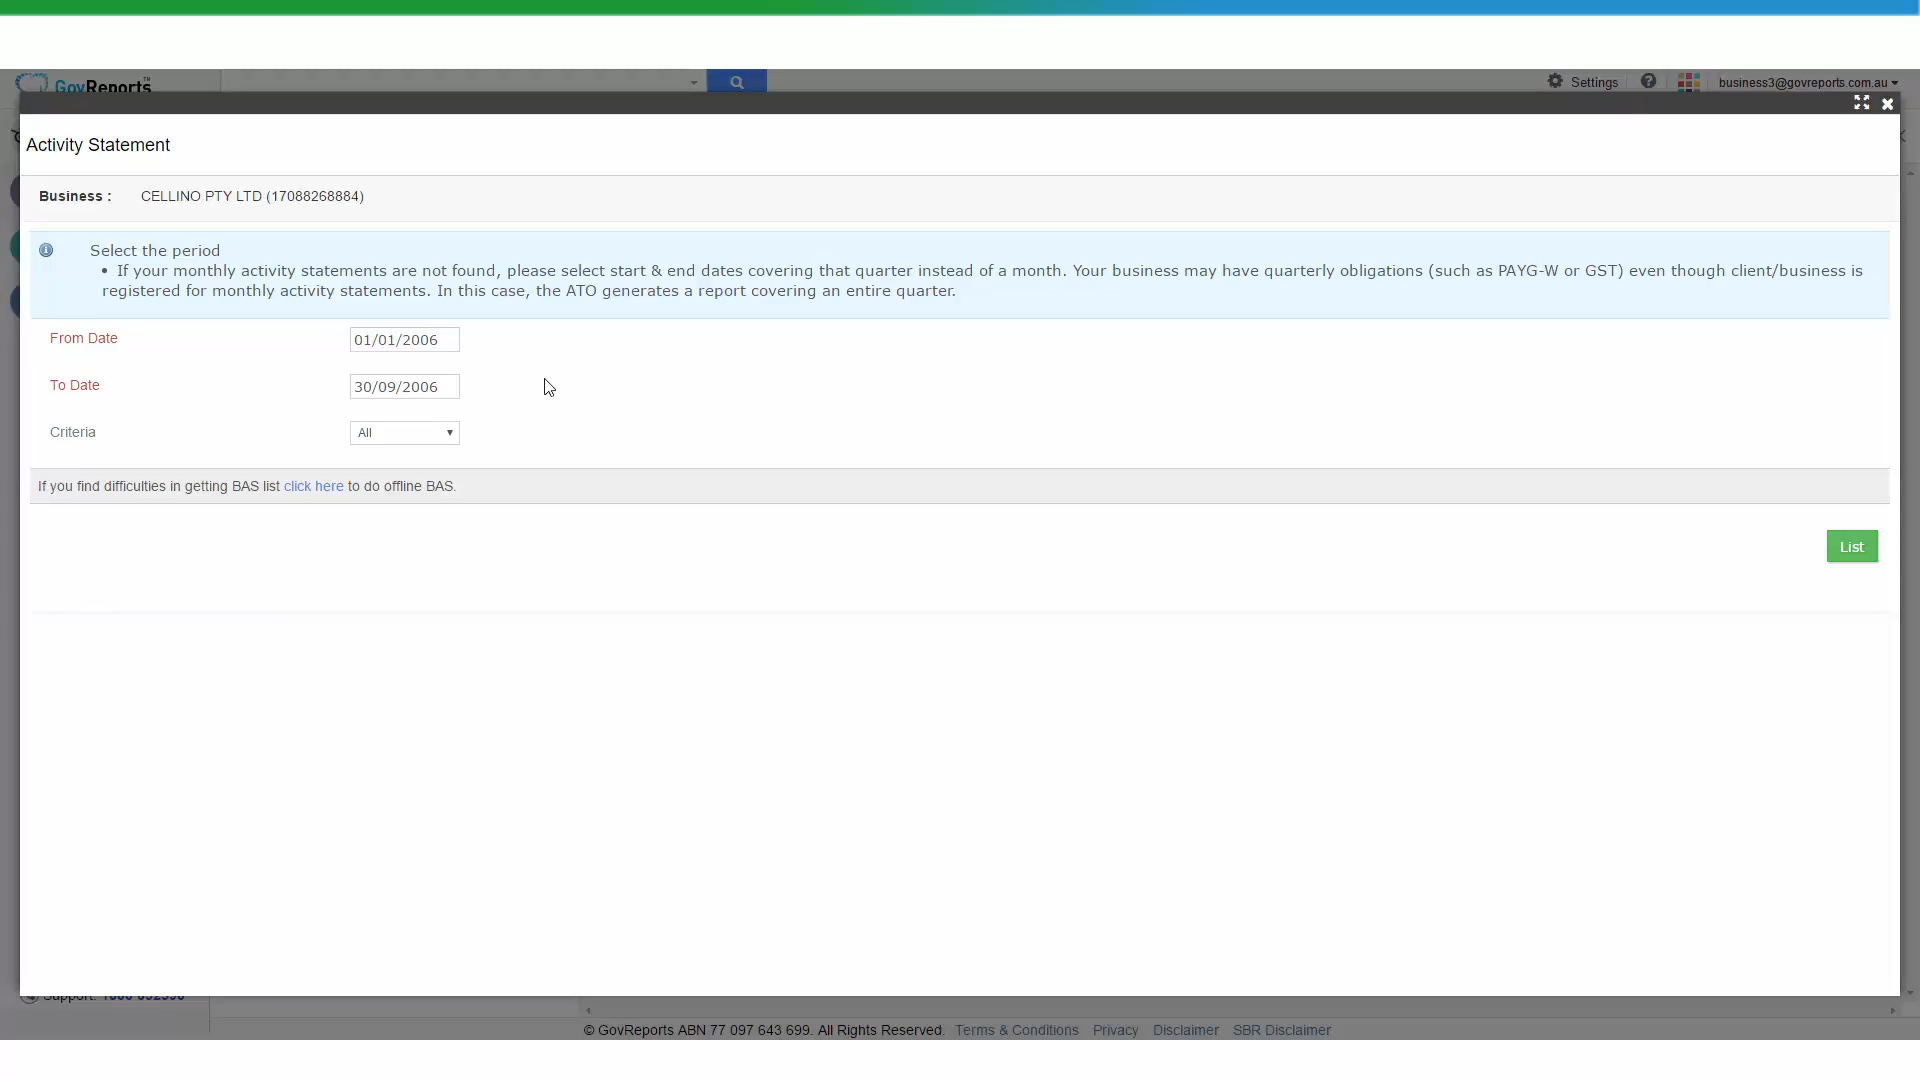 GovReports™
Settings
business3@govreports.com.au
Activity Statement
Business : CELLINO PTY LTD (17088268884)
Select the period
• If your monthly activity statements are not found, please select start & end dates covering that quarter instead of a month. Your business may have quarterly obligations (such as PAYG-W or GST) even though client/business is
registered for monthly activity statements. In this case, the ATO generates a report covering an entire quarter.
From Date 01/01/2006
To Date 30/09/2006
Criteria All
If you find difficulties in getting BAS list click here to do offline BAS.
List
Support:
© GovReports ABN 77 097 643 699. All Rights Reserved. Terms & Conditions Privacy Disclaimer SBR Disclaimer